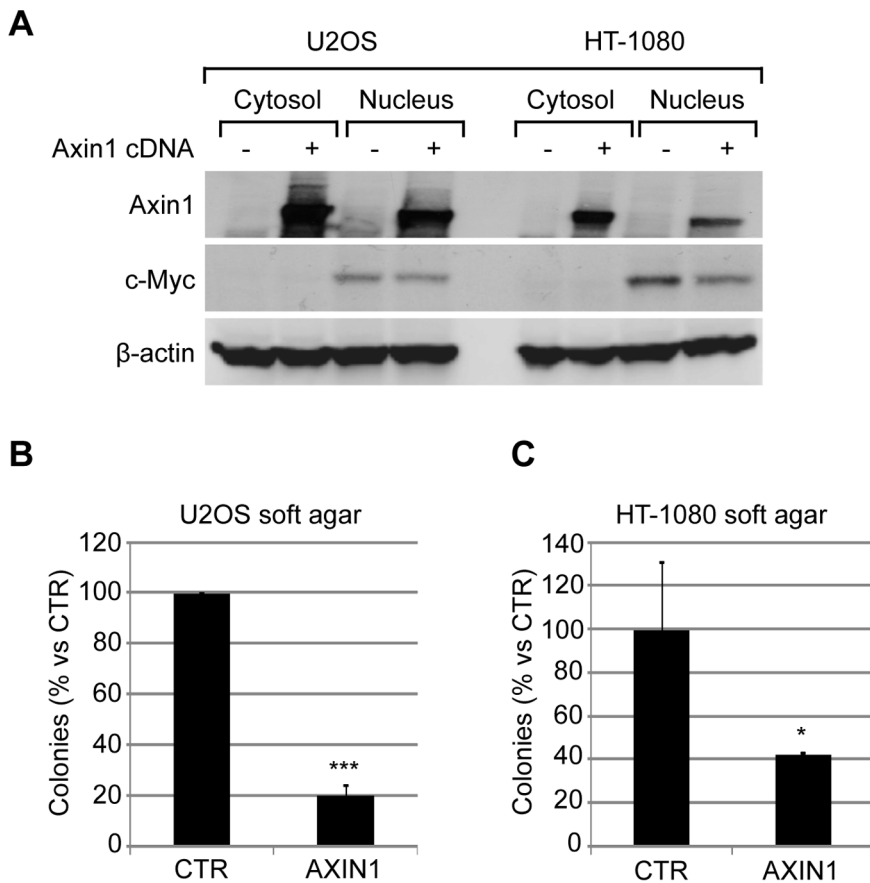 A
U2OS HT-1080
Cytosol Nucleus Cytosol Nucleus
Axin1 cDNA - + - + - + - +
Axin1
c-Myc
β-actin
B
U2OS soft agar
Colonies (% vs CTR)
120
100
80
60
40
20
0
***
CTR AXIN1
C
HT-1080 soft agar
Colonies (% vs CTR)
140
120
100
80
60
40
20
0
*
CTR AXIN1